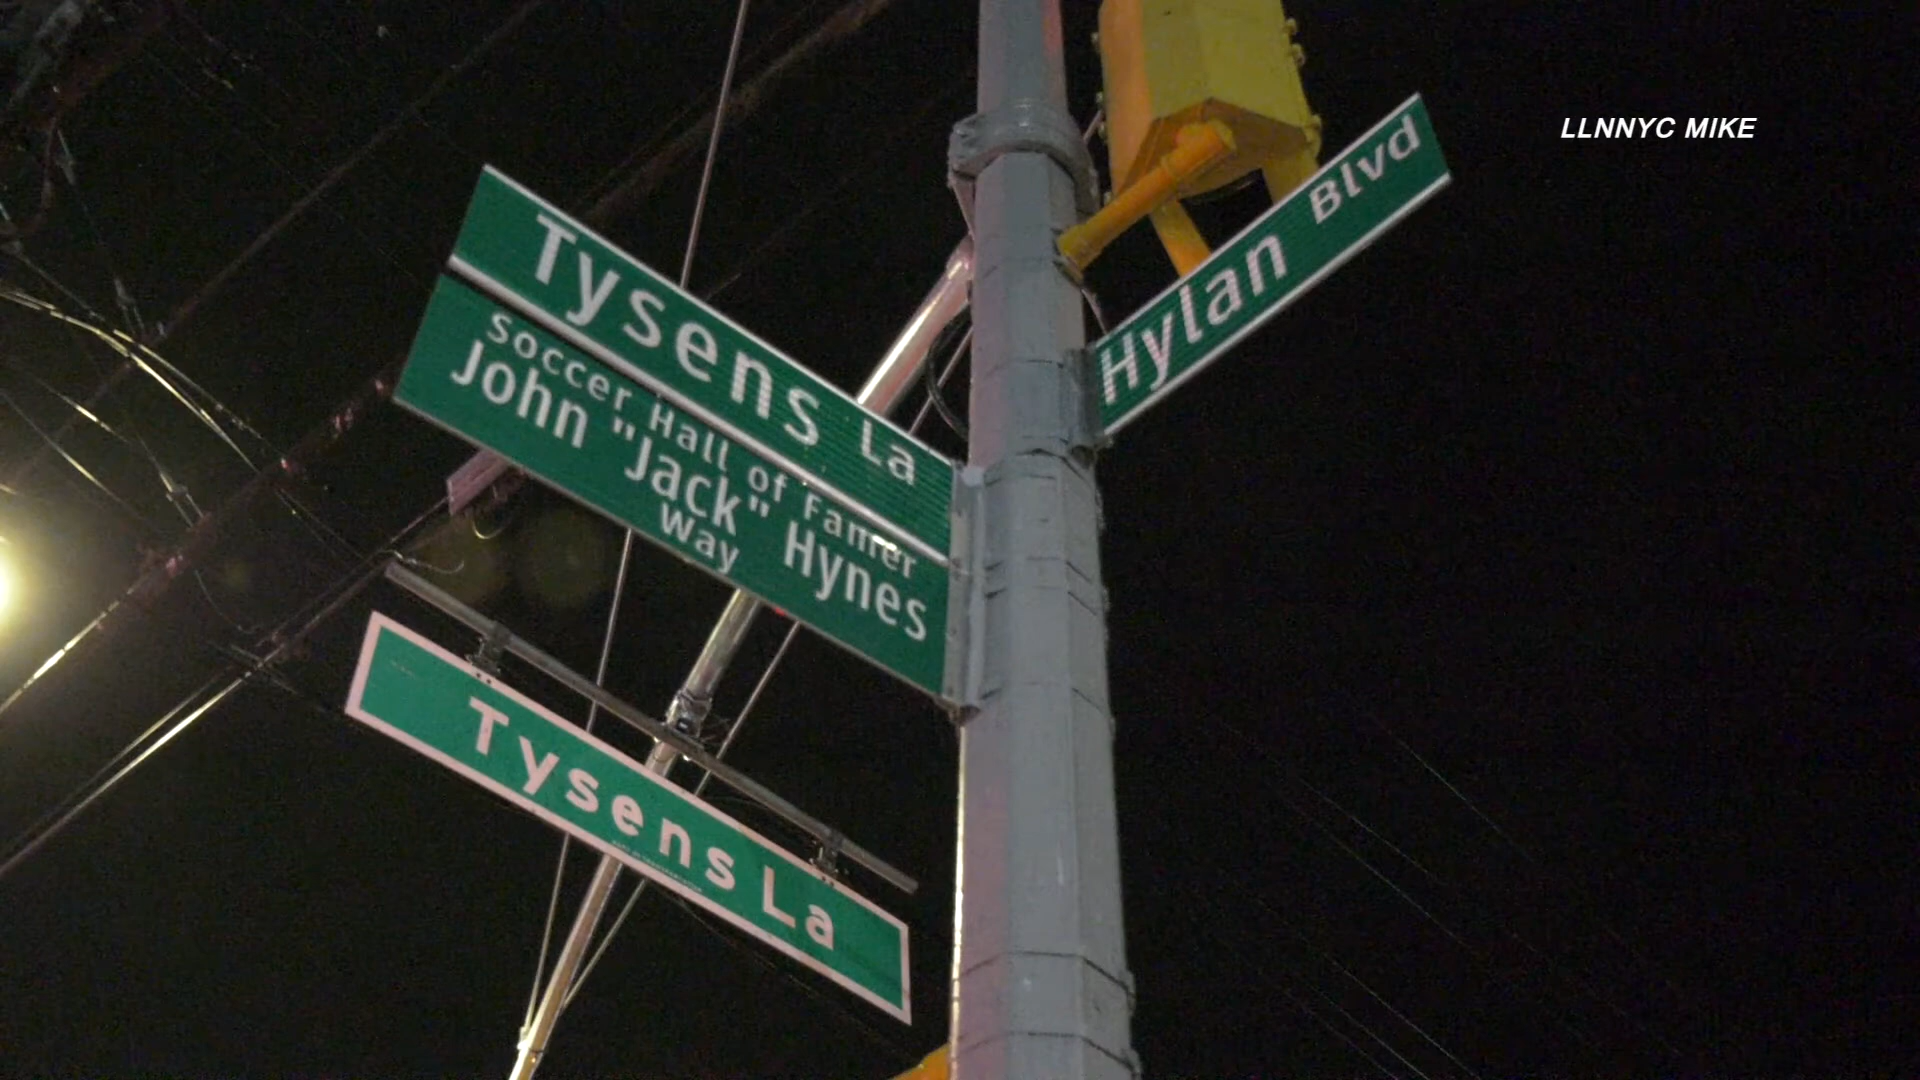 LLNNYC MIKE
Hylan Blvd
Tysens La
Soccer Hall of Famer
John "Jack" Hynes
Way
Tysens La